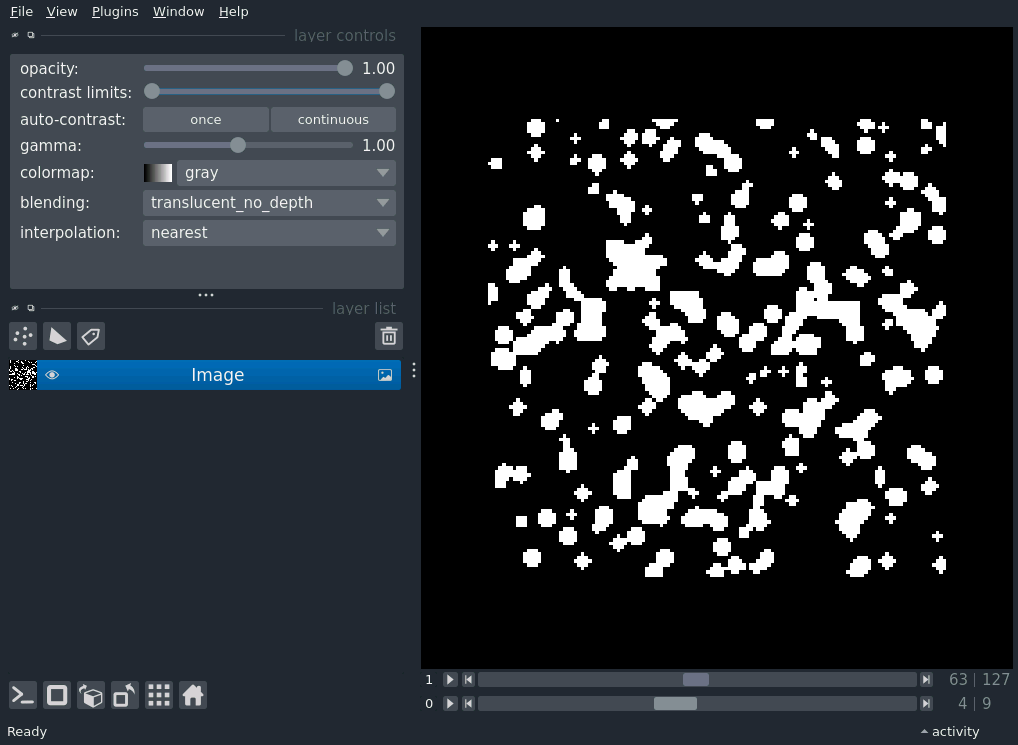 File View Plugins Window Help
layer controls
opacity: 1.00
contrast limits:
auto-contrast: once continuous
gamma: 1.00
colormap: gray
blending: translucent_no_depth
interpolation: nearest
layer list
Image
1 63 | 127
0 4 | 9
Ready activity